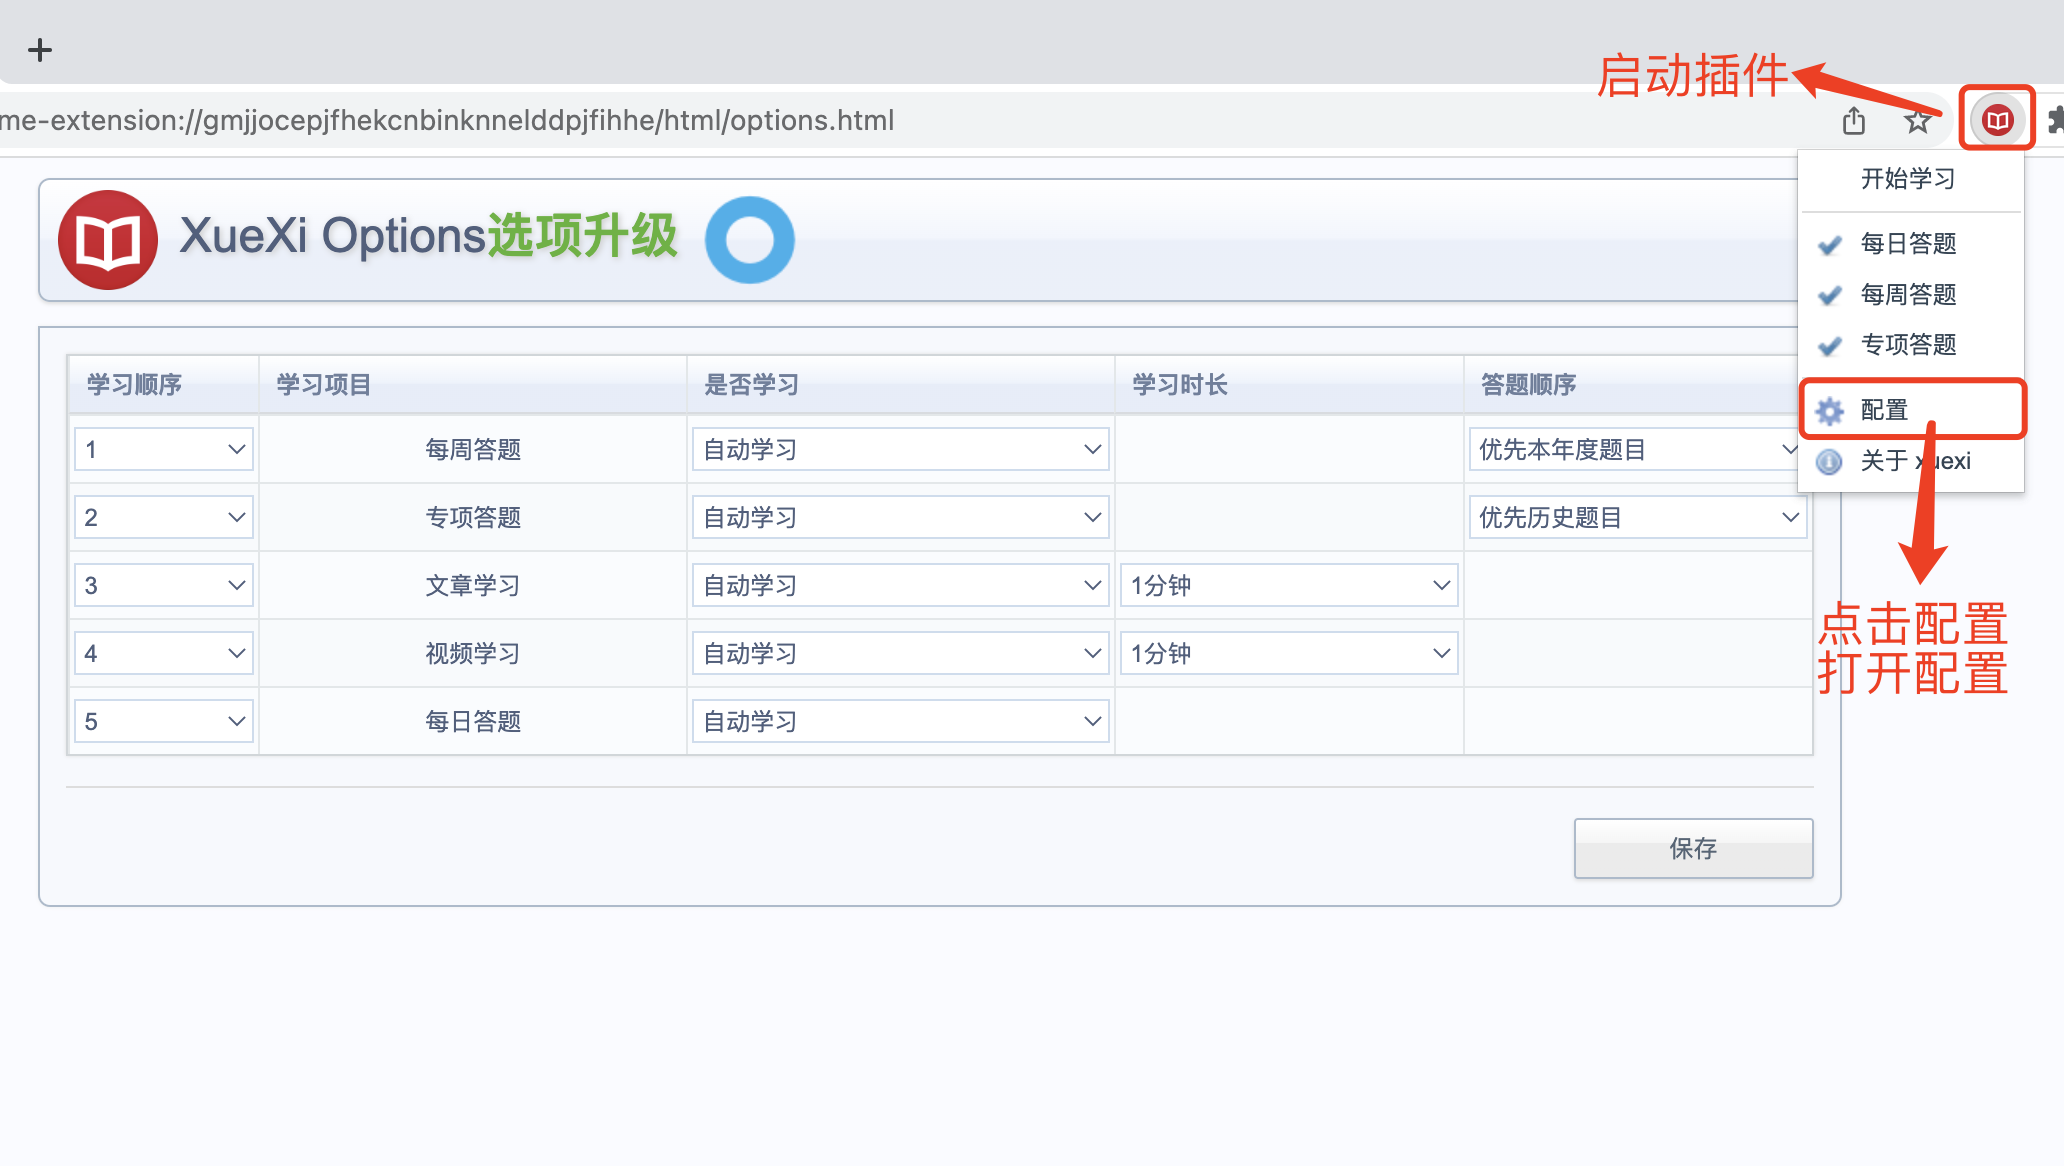 启动插件
me-extension://gmjjocepjfhekcnbinknnelddpjfihhe/html/options.html
开始学习
XueXi Options选项升级
每日答题
每周答题
专项答题
配置
关于 xuexi
学习顺序 学习项目 是否学习 学习时长 答题顺序
1 每周答题 自动学习 优先本年度题目
2 专项答题 自动学习 优先历史题目
3 文章学习 自动学习 1分钟
4 视频学习 自动学习 1分钟
5 每日答题 自动学习
点击配置
打开配置
保存